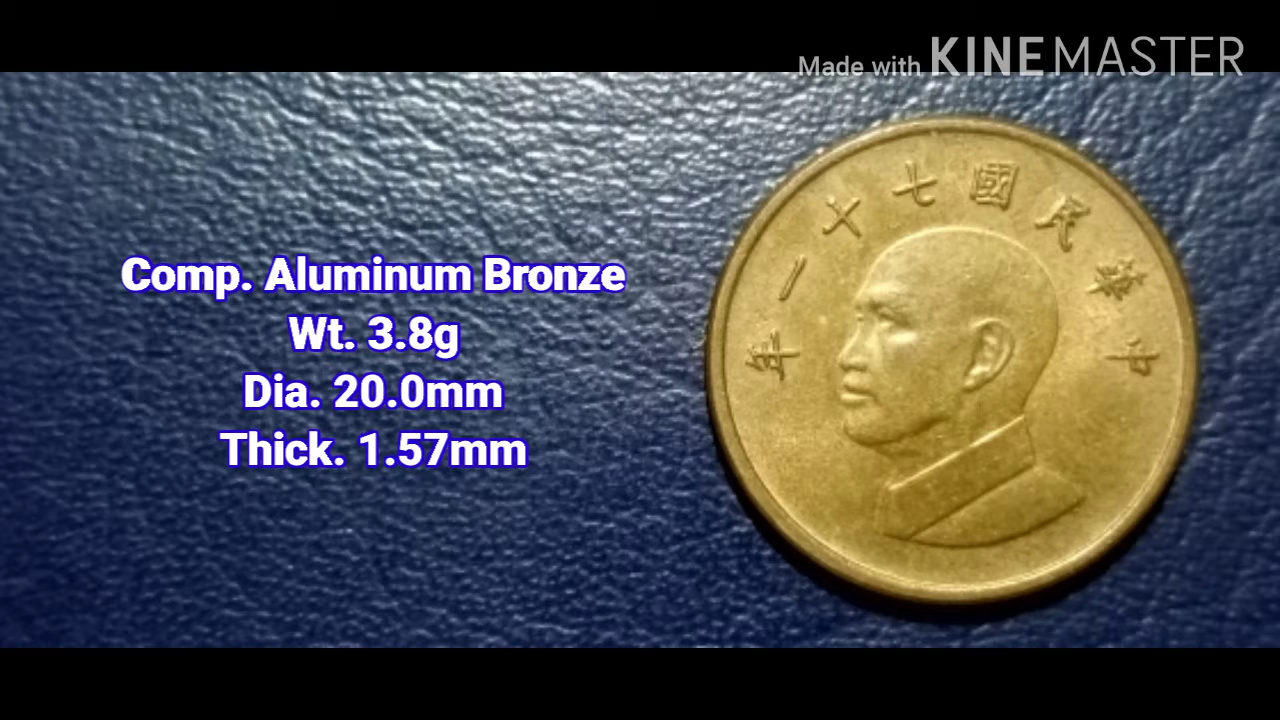 Made with KINEMASTER
Comp. Aluminum Bronze
Wt. 3.8g
Dia. 20.0mm
Thick. 1.57mm
中華民國七十一年